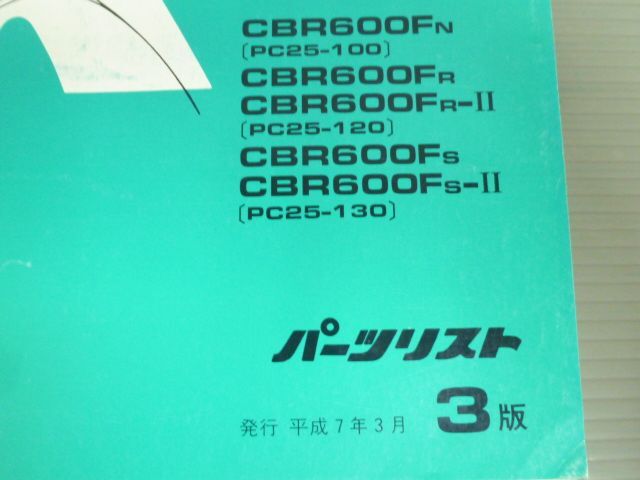 CBR600FN
〔PC25-100〕
CBR600FR
CBR600FR-II
〔PC25-120〕
CBR600FS
CBR600FS-II
〔PC25-130〕
パーツリスト
発行 平成7年3月 3版